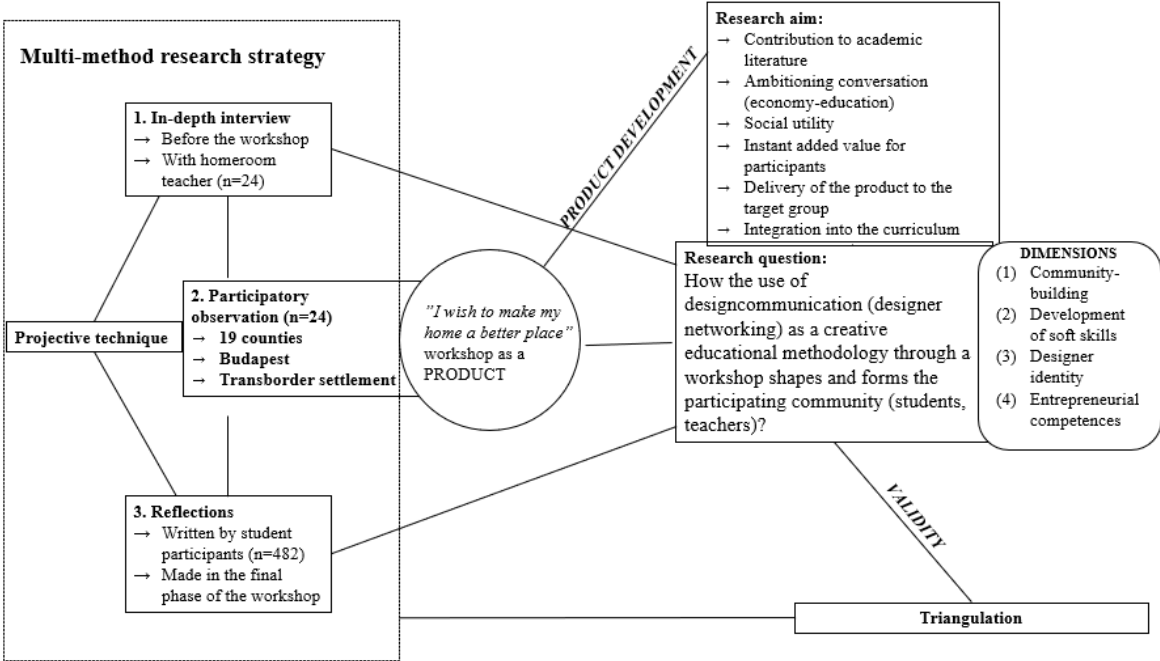 Multi-method research strategy
1. In-depth interview
→ Before the workshop
→ With homeroom
teacher (n=24)
Projective technique
2. Participatory
observation (n=24)
→ 19 counties
→ Budapest
→ Transborder settlement
3. Reflections
→ Written by student
participants (n=482)
→ Made in the final
phase of the workshop
"I wish to make my
home a better place"
workshop as a
PRODUCT
PRODUCT DEVELOPMENT
Research aim:
→ Contribution to academic
literature
→ Ambitioning conversation
(economy-education)
→ Social utility
→ Instant added value for
participants
→ Delivery of the product to the
target group
→ Integration into the curriculum
Research question:
How the use of
designcommunication (designer
networking) as a creative
educational methodology through a
workshop shapes and forms the
participating community (students,
teachers)?
DIMENSIONS
(1) Community-
building
(2) Development
of soft skills
(3) Designer
identity
(4) Entrepreneurial
competences
VALIDITY
Triangulation